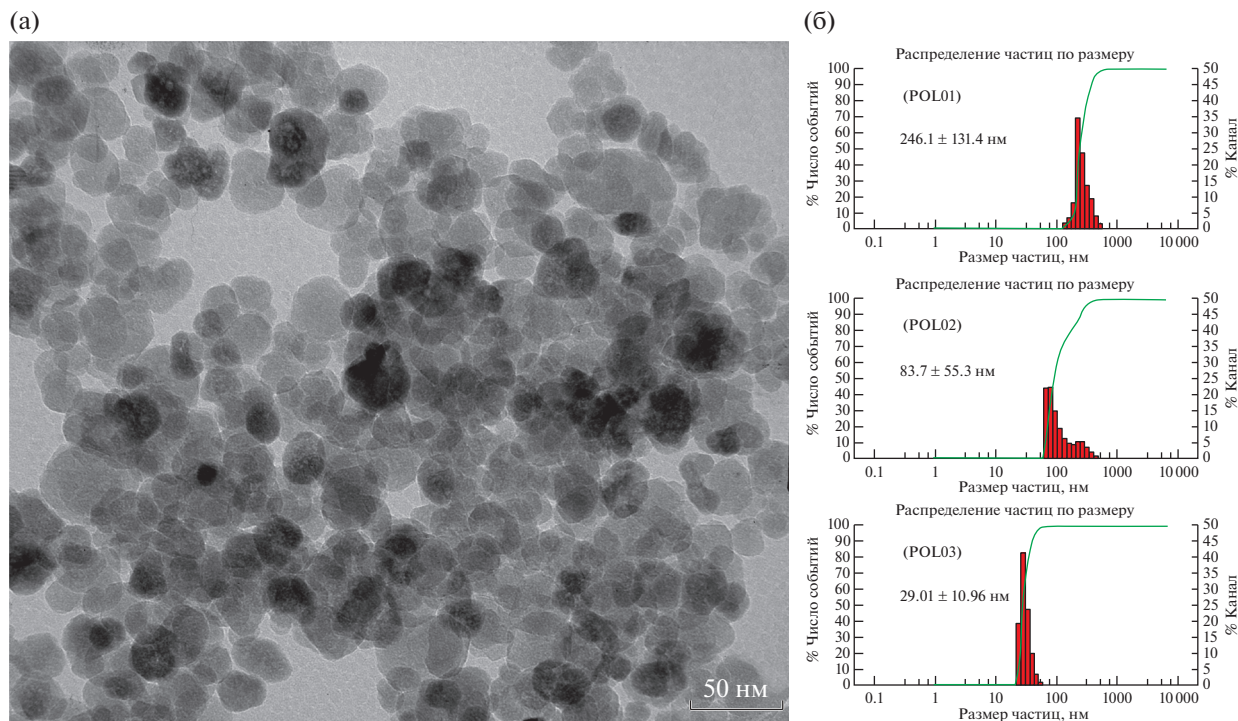 (а)
50 нм
(б)
Распределение частиц по размеру
(POL01)
246.1 ± 131.4 нм
% Число событий
100
90
80
70
60
50
40
30
20
10
0
% Канал
50
45
40
35
30
25
20
15
10
5
0
0.1 1 10 100 1000 10 000
Размер частиц, нм
Распределение частиц по размеру
(POL02)
83.7 ± 55.3 нм
% Число событий
100
90
80
70
60
50
40
30
20
10
0
% Канал
50
45
40
35
30
25
20
15
10
5
0
0.1 1 10 100 1000 10 000
Размер частиц, нм
Распределение частиц по размеру
(POL03)
29.01 ± 10.96 нм
% Число событий
100
90
80
70
60
50
40
30
20
10
0
% Канал
50
45
40
35
30
25
20
15
10
5
0
0.1 1 10 100 1000 10 000
Размер частиц, нм